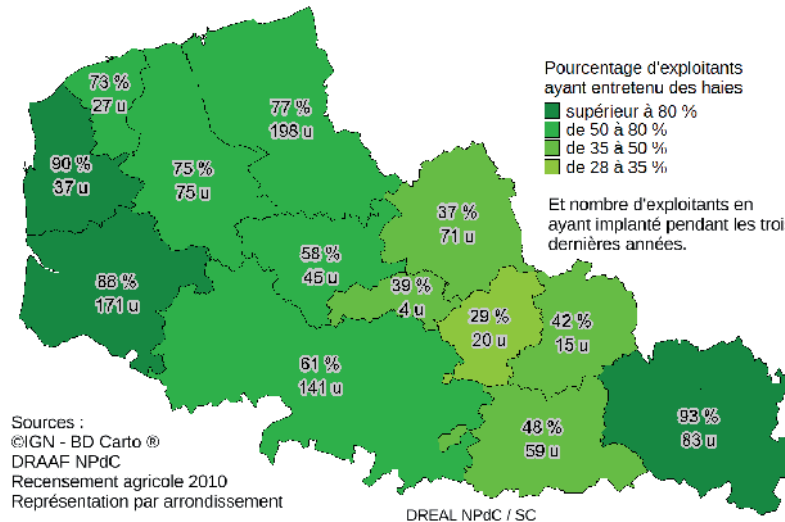 73 %
27 u
77 %
198 u
90 %
37 u
75 %
75 u
88 %
171 u
58 %
45 u
37 %
71 u
39 %
4 u
29 %
20 u
42 %
15 u
61 %
141 u
48 %
59 u
93 %
83 u
Pourcentage d'exploitants
ayant entretenu des haies
supérieur à 80 %
de 50 à 80 %
de 35 à 50 %
de 28 à 35 %
Et nombre d'exploitants en
ayant implanté pendant les trois
dernières années.
Sources :
©IGN - BD Carto ®
DRAAF NPdC
Recensement agricole 2010
Représentation par arrondissement
DREAL NPdC / SC